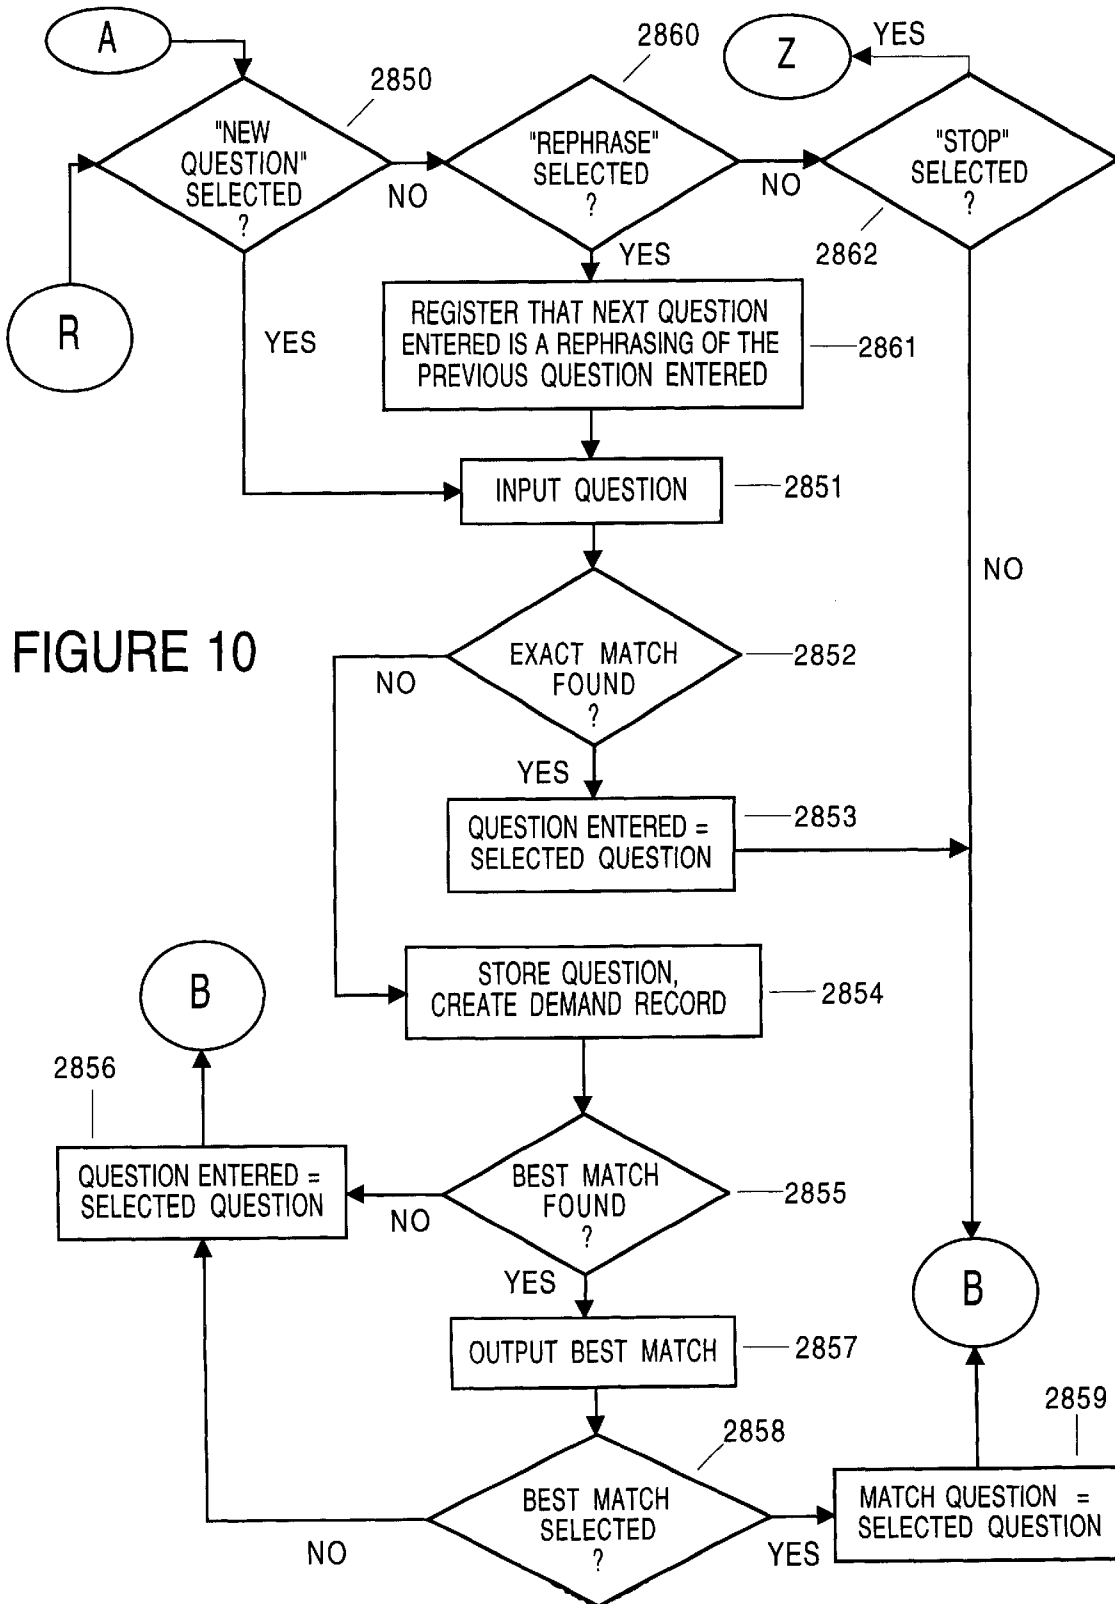 A
2860
Z
YES
2850
"NEW
QUESTION"
SELECTED
?
NO
"REPHRASE"
SELECTED
?
NO
"STOP"
SELECTED
?
2862
YES
R
YES
REGISTER THAT NEXT QUESTION
ENTERED IS A REPHRASING OF THE
PREVIOUS QUESTION ENTERED
2861
INPUT QUESTION
2851
NO
FIGURE 10
EXACT MATCH
FOUND
?
2852
NO
YES
QUESTION ENTERED =
SELECTED QUESTION
2853
STORE QUESTION,
CREATE DEMAND RECORD
2854
B
2856
QUESTION ENTERED =
SELECTED QUESTION
NO
BEST MATCH
FOUND
?
2855
YES
B
OUTPUT BEST MATCH
2857
2858
2859
BEST MATCH
SELECTED
?
NO
YES
MATCH QUESTION =
SELECTED QUESTION